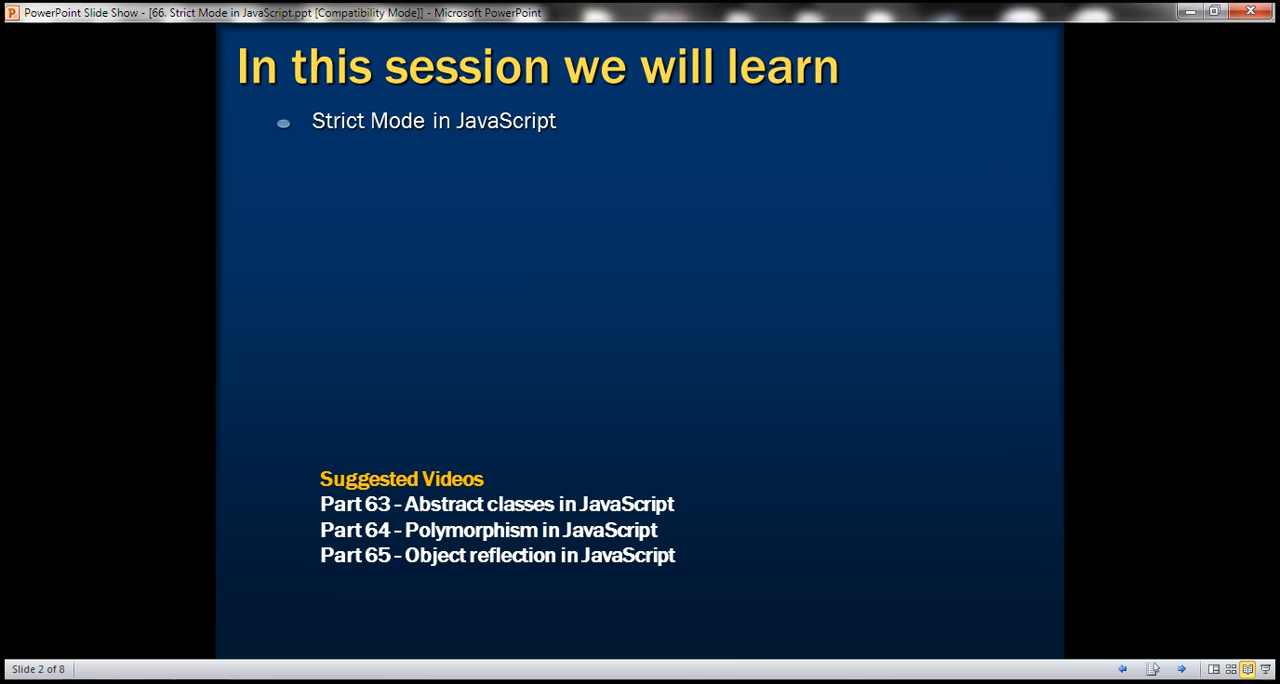 PowerPoint Slide Show - [66. Strict Mode in JavaScript.ppt [Compatibility Mode]] - Microsoft PowerPoint
In this session we will learn
Strict Mode in JavaScript
Suggested Videos
Part 63 - Abstract classes in JavaScript
Part 64 - Polymorphism in JavaScript
Part 65 - Object reflection in JavaScript
Slide 2 of 8